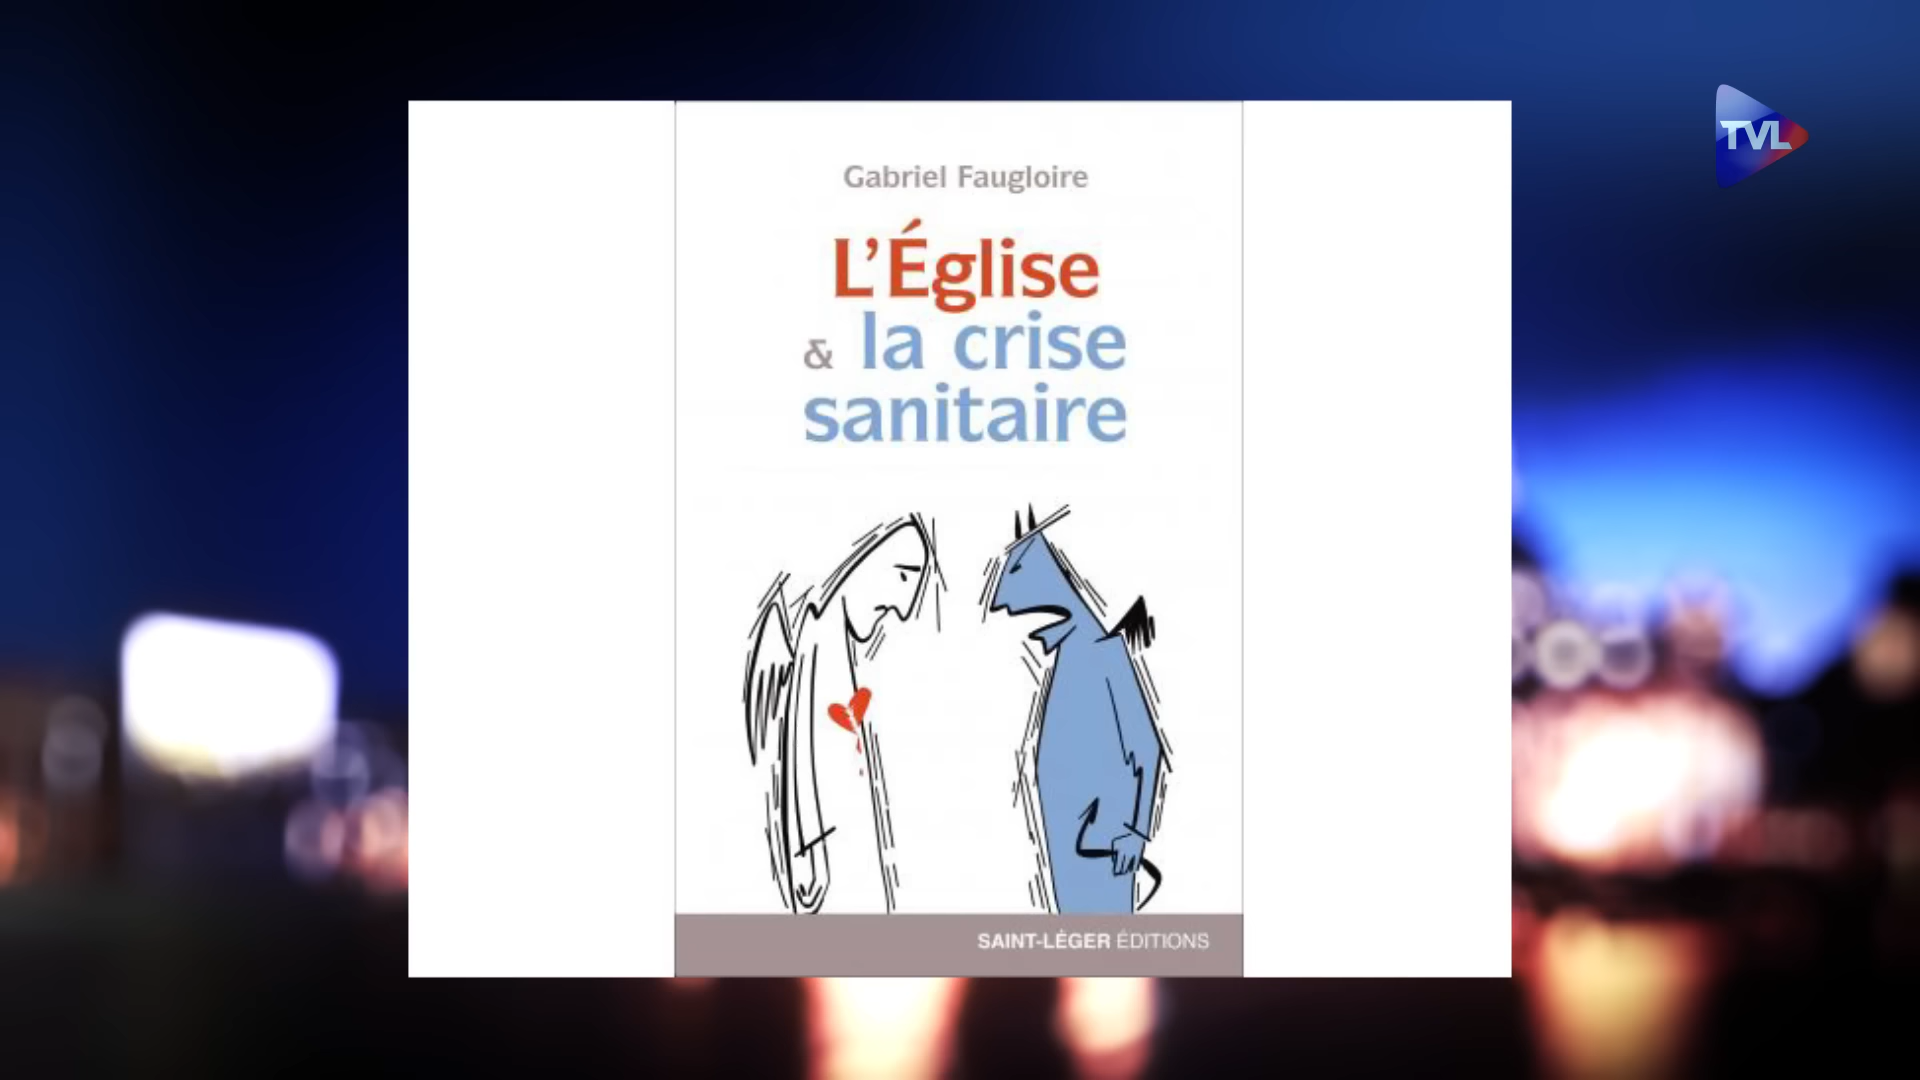 TVL
Gabriel Faugloire
L'Église
& la crise
sanitaire
SAINT-LÉGER ÉDITIONS